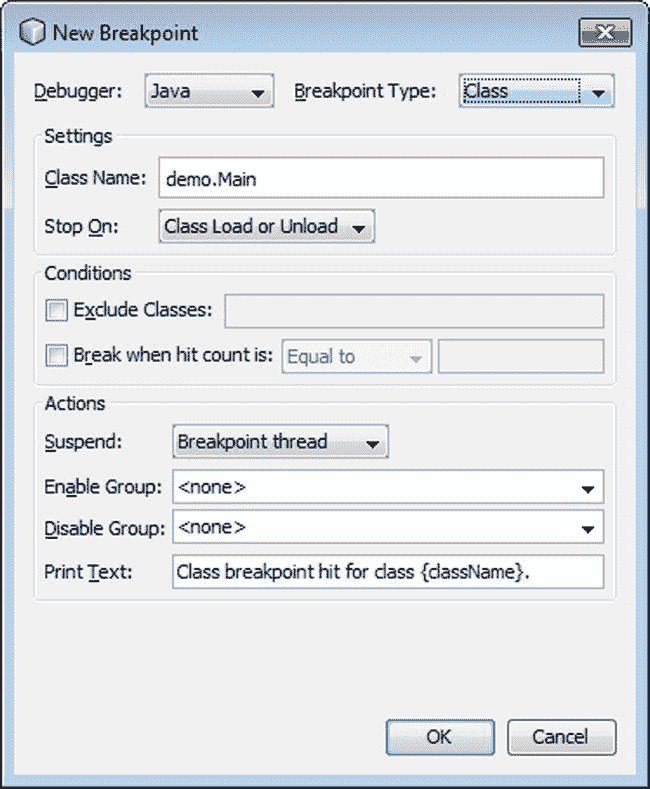 New Breakpoint
Debugger: Java Breakpoint Type: Class
Settings
Class Name: demo.Main
Stop On: Class Load or Unload
Conditions
Exclude Classes:
Break when hit count is: Equal to
Actions
Suspend: Breakpoint thread
Enable Group: <none>
Disable Group: <none>
Print Text: Class breakpoint hit for class {className}.
OK Cancel